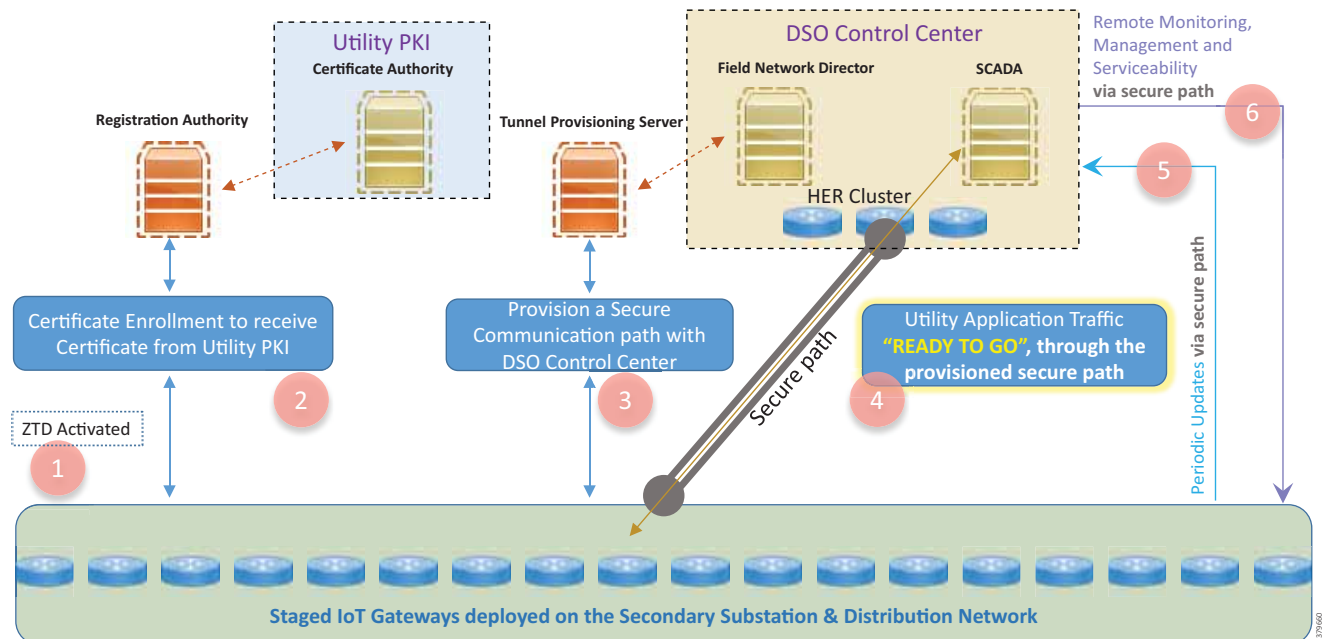 Utility PKI
Certificate Authority
Registration Authority
Tunnel Provisioning Server
DSO Control Center
Field Network Director
SCADA
HER Cluster
Remote Monitoring,
Management and
Serviceability
via secure path
6
5
Certificate Enrollment to receive
Certificate from Utility PKI
2
Provision a Secure
Communication path with
DSO Control Center
3
Secure path
Utility Application Traffic
“READY TO GO”, through the
provisioned secure path
4
Periodic Updates via secure path
ZTD Activated
1
Staged IoT Gateways deployed on the Secondary Substation & Distribution Network
379660